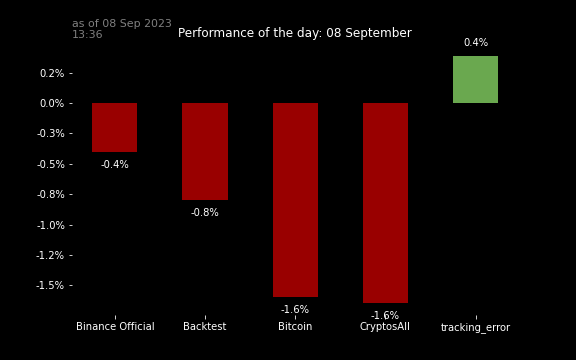 as of 08 Sep 2023
13:36
Performance of the day: 08 September
0.4%
0.2%
0.0%
-0.3%
-0.5%
-0.8%
-1.0%
-1.2%
-1.5%
-0.4%
-0.8%
-1.6%
-1.6%
Binance Official
Backtest
Bitcoin
CryptosAll
tracking_error